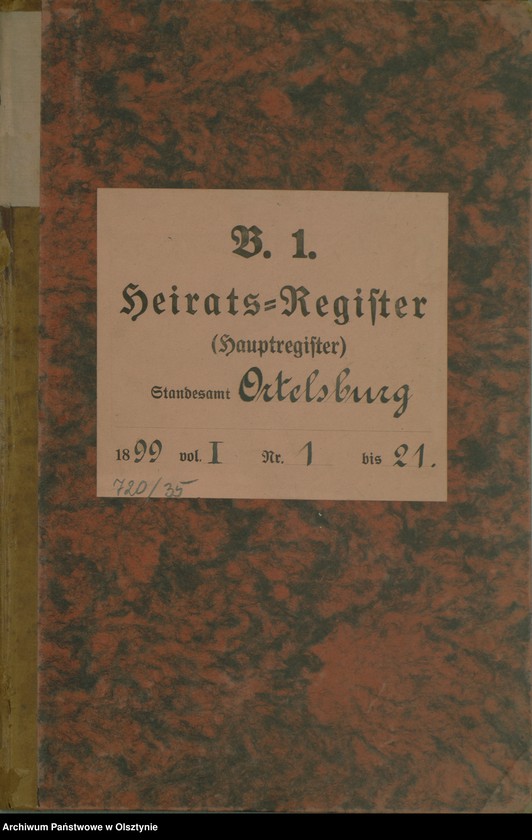 B. 1.
Heirats=Register
(Hauptregister)
Standesamt Ortelsburg
1899 vol. I Nr. 1 bis 21.
720/35
Archiwum Państwowe w Olsztynie